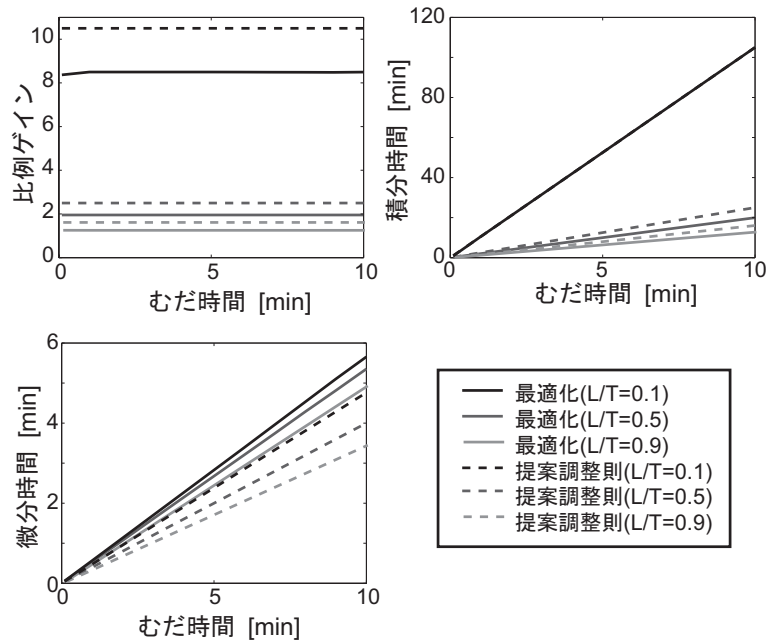 10
8
6
4
2
0
0
5
10
比例ゲイン
むだ時間 [min]
120
80
40
0
0
5
10
積分時間 [min]
むだ時間 [min]
6
4
2
0
0
5
10
微分時間 [min]
むだ時間 [min]
最適化(L/T=0.1)
最適化(L/T=0.5)
最適化(L/T=0.9)
提案調整則(L/T=0.1)
提案調整則(L/T=0.5)
提案調整則(L/T=0.9)